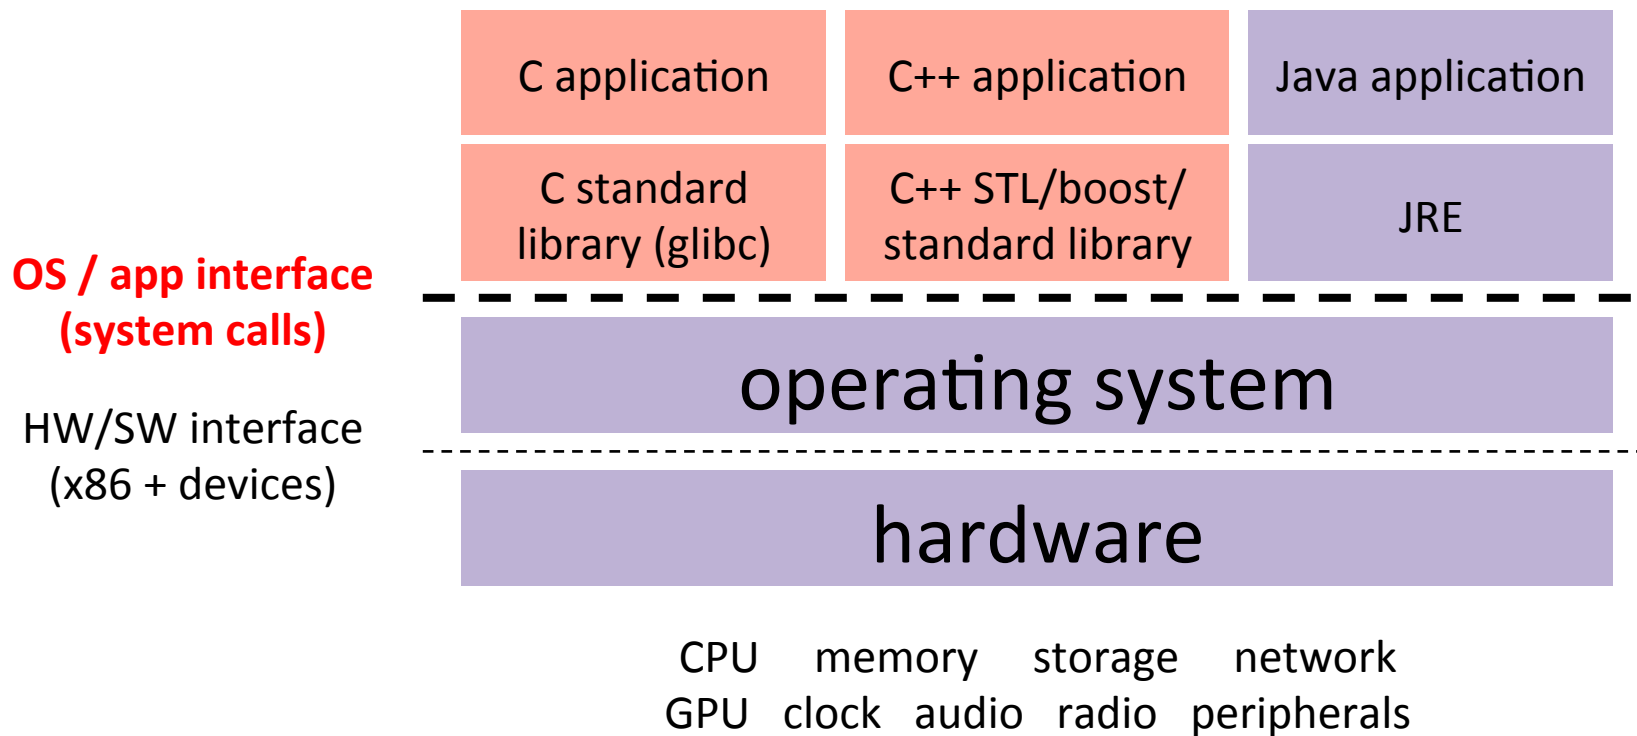 C application
C++ application
Java application
C standard
library (glibc)
C++ STL/boost/
standard library
JRE
OS / app interface
(system calls)
operating system
HW/SW interface
(x86 + devices)
hardware
CPU memory storage network
GPU clock audio radio peripherals